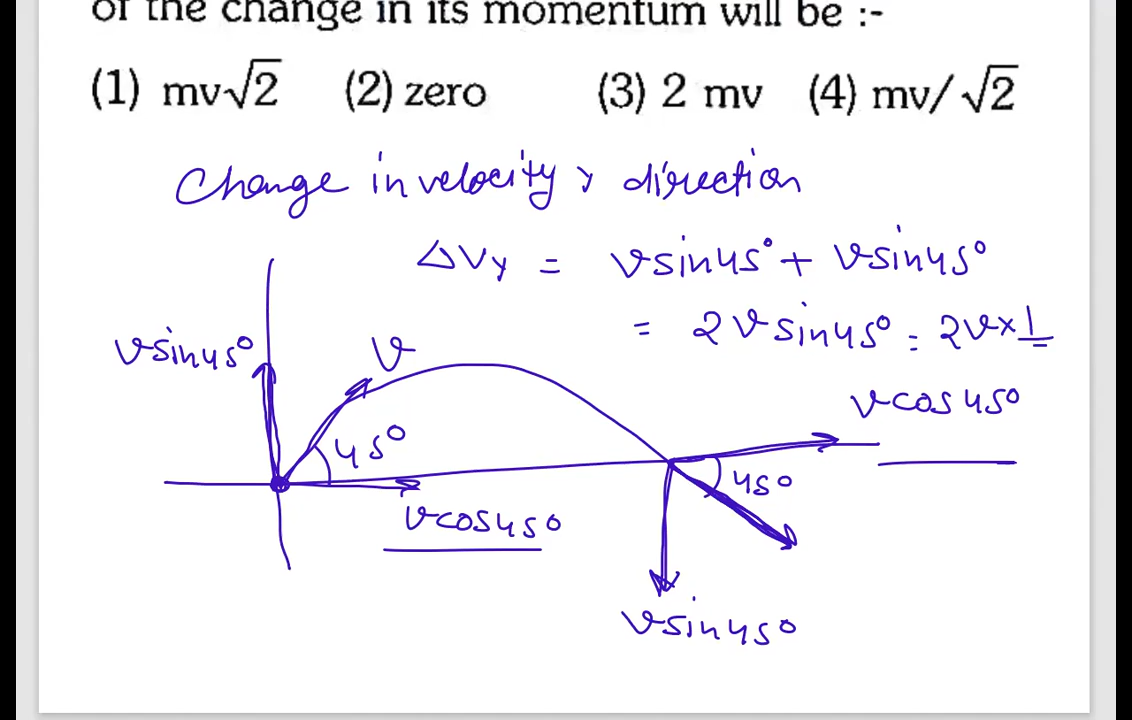 of the change in its momentum will be :-
(1) mv√2 (2) zero (3) 2 mv (4) mv/√2
Change in velocity y direction
ΔVy = vsin45° + vsin45°
= 2vsin45° = 2v×1
vsin45°
v
vcos45°
45°
45°
vcos45°
vsin45°